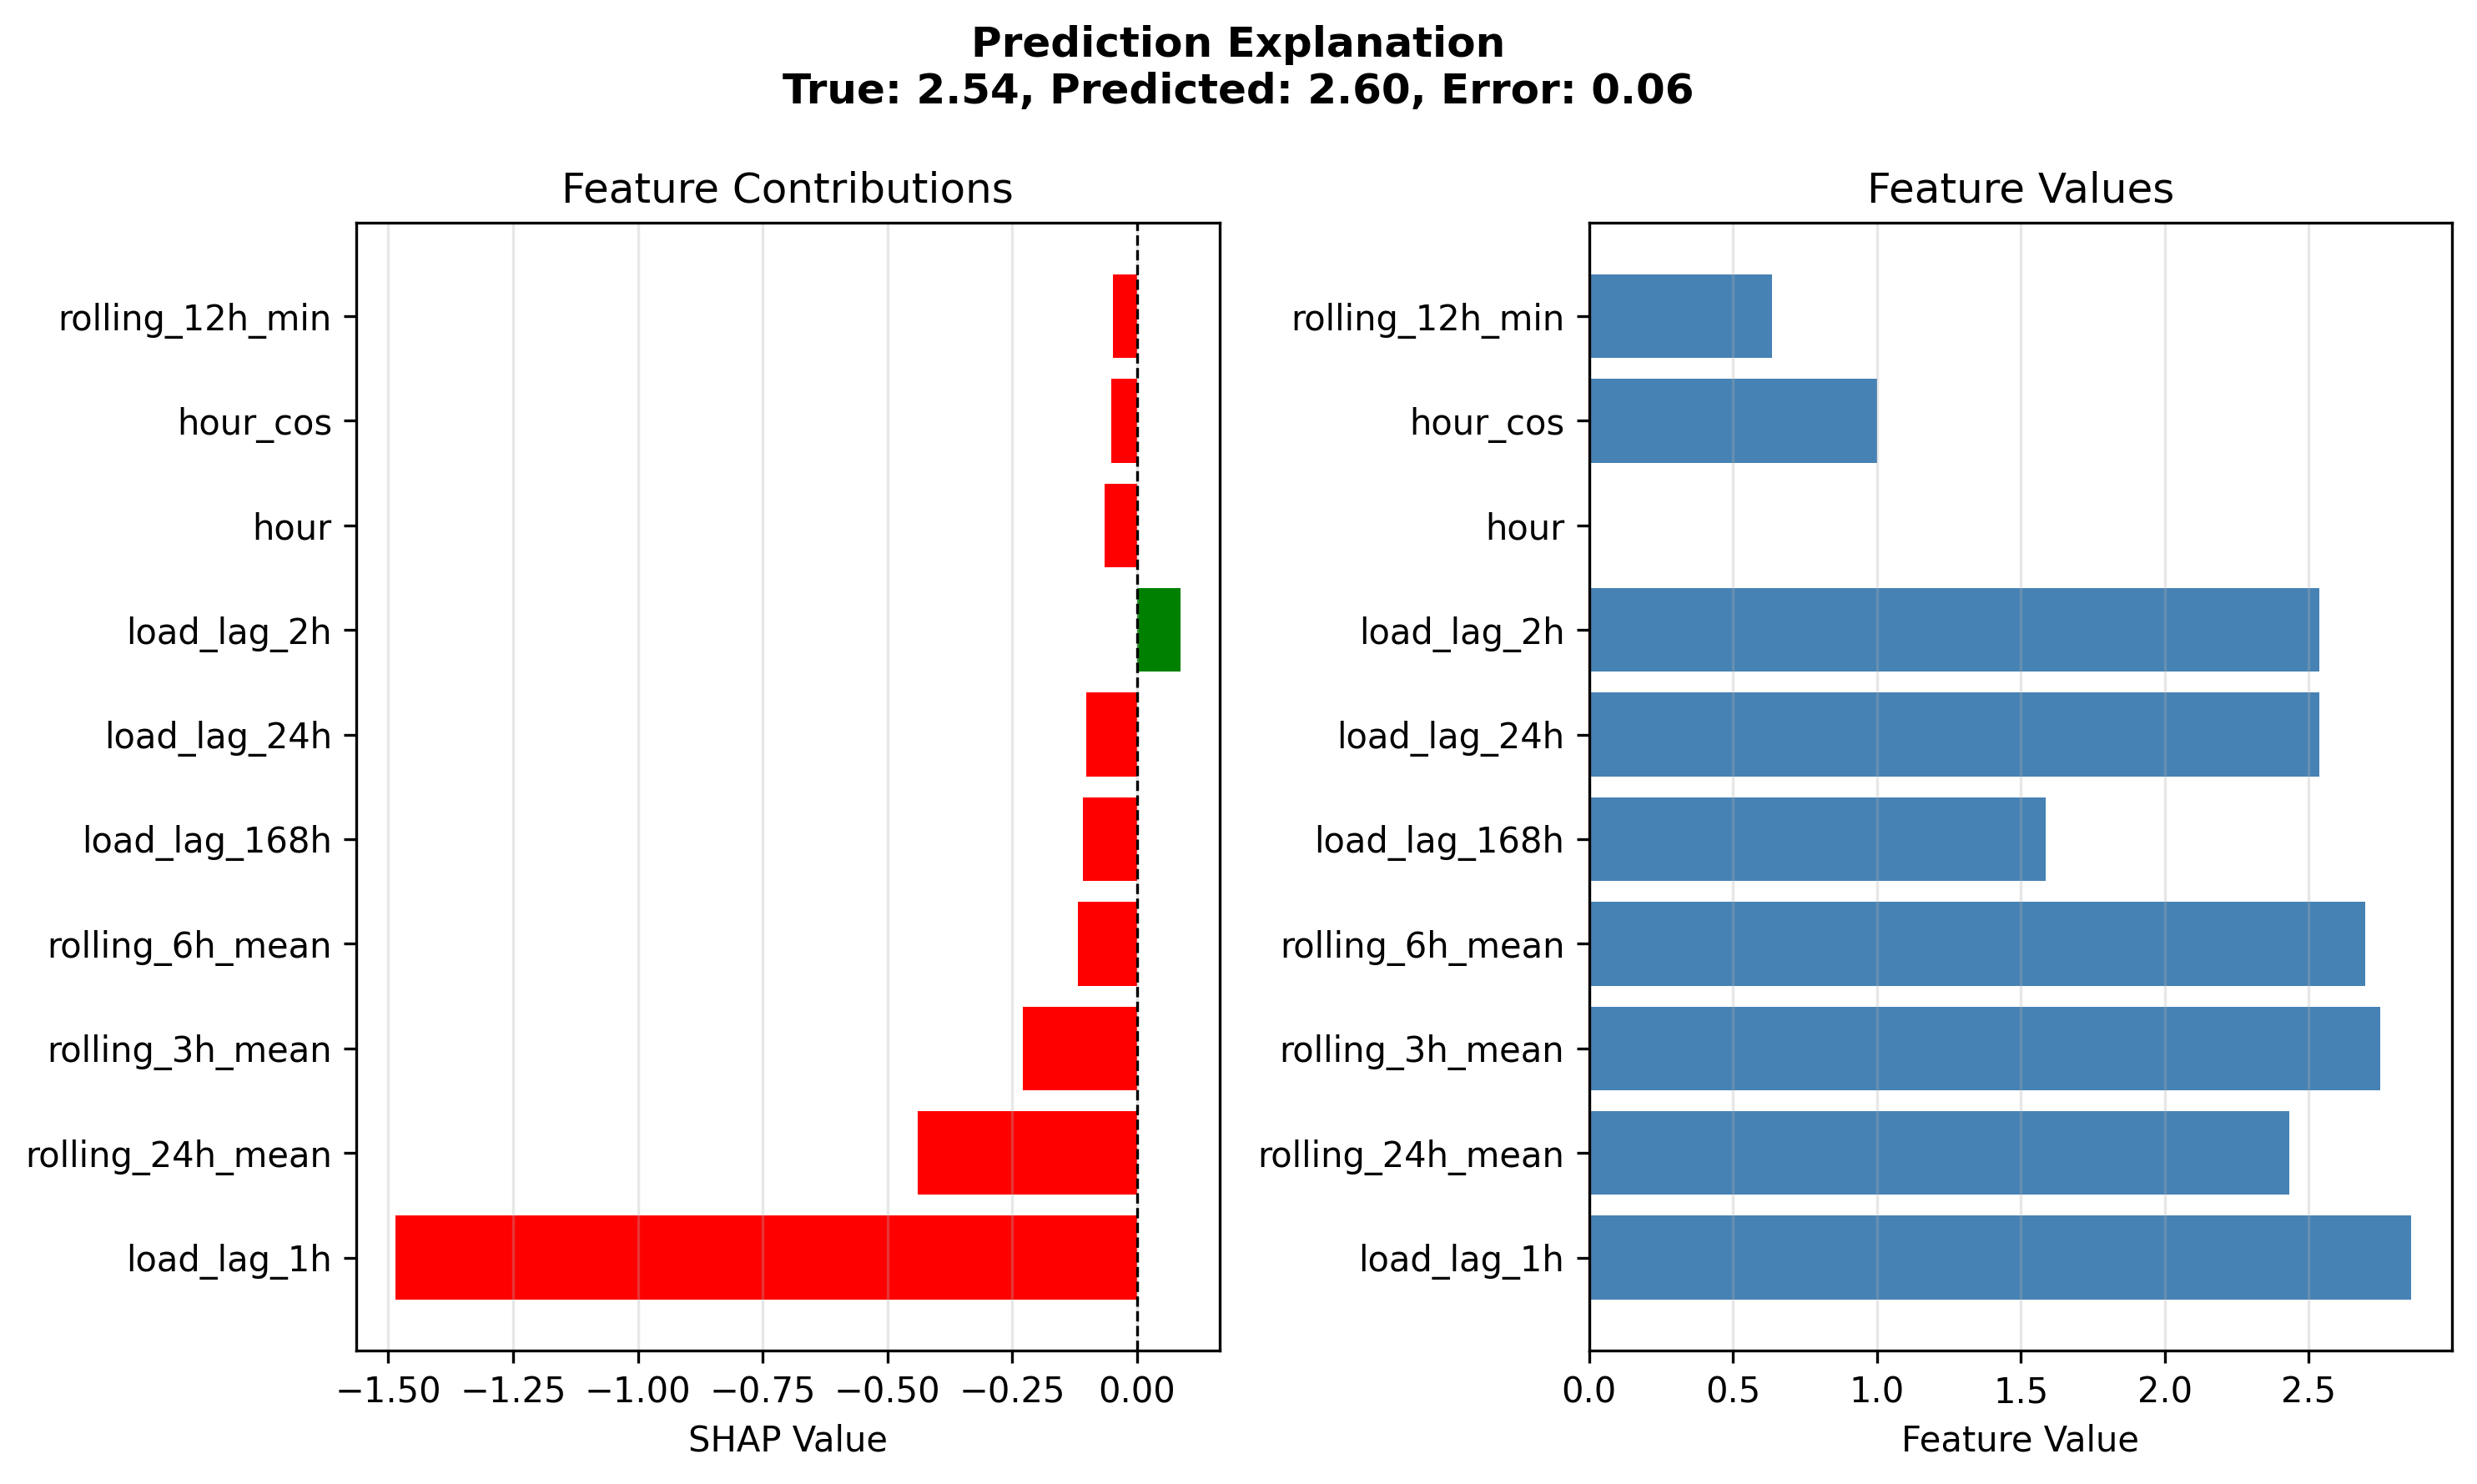 Prediction Explanation
True: 2.54, Predicted: 2.60, Error: 0.06
Feature Contributions
rolling_12h_min
hour_cos
hour
load_lag_2h
load_lag_24h
load_lag_168h
rolling_6h_mean
rolling_3h_mean
rolling_24h_mean
load_lag_1h
−1.50 −1.25 −1.00 −0.75 −0.50 −0.25 0.00
SHAP Value
Feature Values
rolling_12h_min
hour_cos
hour
load_lag_2h
load_lag_24h
load_lag_168h
rolling_6h_mean
rolling_3h_mean
rolling_24h_mean
load_lag_1h
0.0 0.5 1.0 1.5 2.0 2.5
Feature Value